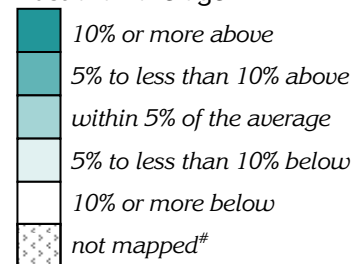 10% or more above
5% to less than 10% above
within 5% of the average
5% to less than 10% below
10% or more below
not mapped#